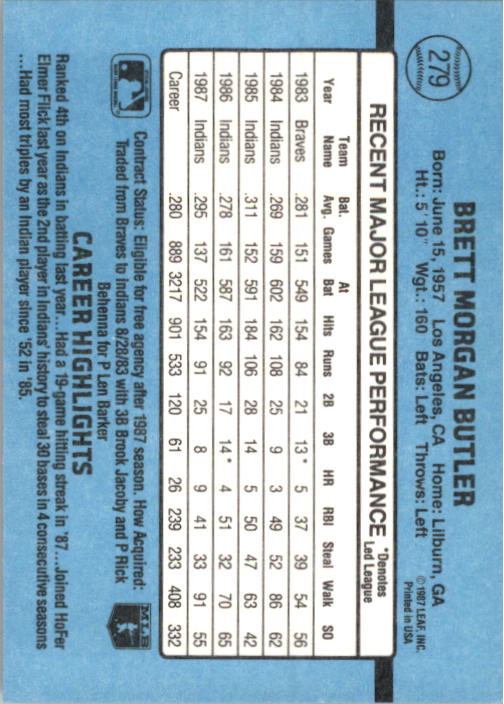 279
BRETT MORGAN BUTLER
©1987 LEAF, INC.
Printed in USA
Born: June 15, 1957 Los Angeles, CA Home: Lilburn, GA
Ht.: 5'10" Wgt.: 160 Bats: Left Throws: Left
RECENT MAJOR LEAGUE PERFORMANCE *Denotes Led League
Year Team Name Bat. Avg. Games At Bat Hits Runs 2B 3B HR RBI Steal Walk SO
1983 Braves .281 151 549 154 84 21 13* 5 37 39 54 56
1984 Indians .269 159 602 162 108 25 9 3 49 52 86 62
1985 Indians .311 152 591 184 106 28 14 5 50 47 63 42
1986 Indians .278 161 587 163 92 17 14* 4 51 32 70 65
1987 Indians .295 137 522 154 91 25 8 9 41 33 91 55
Career .280 889 3217 901 533 120 61 26 239 233 408 332
Contract Status: Eligible for free agency after 1987 season. How Acquired:
Traded from Braves to Indians 8/28/83 with 3B Brook Jacoby and P Rick
Behenna for P Len Barker
MLB
CAREER HIGHLIGHTS
Ranked 4th on Indians in batting last year...Had a 19-game hitting streak in '87...Joined HoFer
Elmer Flick last year as the 2nd player in Indians' history to steal 30 bases in 4 consecutive seasons
...Had most triples by an Indian player since '52 in '85.